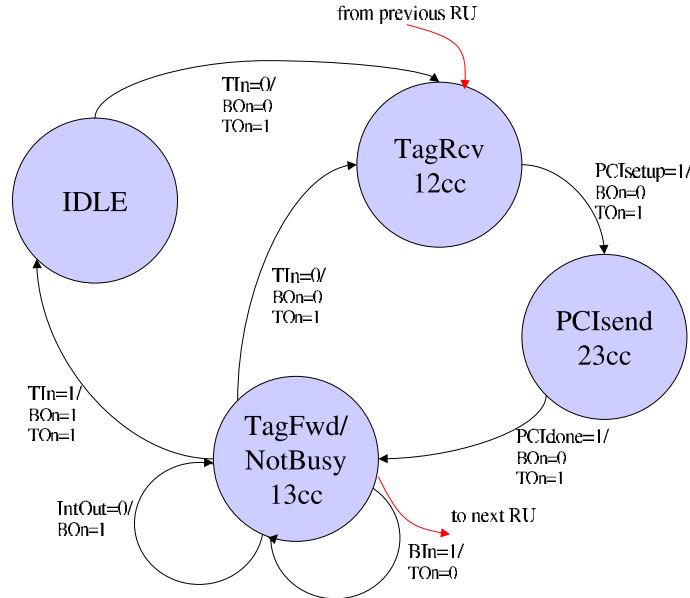 from previous RU
TIn=0/
BOn=0
TOn=1
TagRcv
12cc
PCIsetup=1/
BOn=0
TOn=1
IDLE
TIn=0/
BOn=0
TOn=1
PCIsend
23cc
TIn=1/
BOn=1
TOn=1
TagFwd/
NotBusy
13cc
PCIdone=1/
BOn=0
TOn=1
IntOut=0/
BOn=1
to next RU
BIn=1/
TOn=0